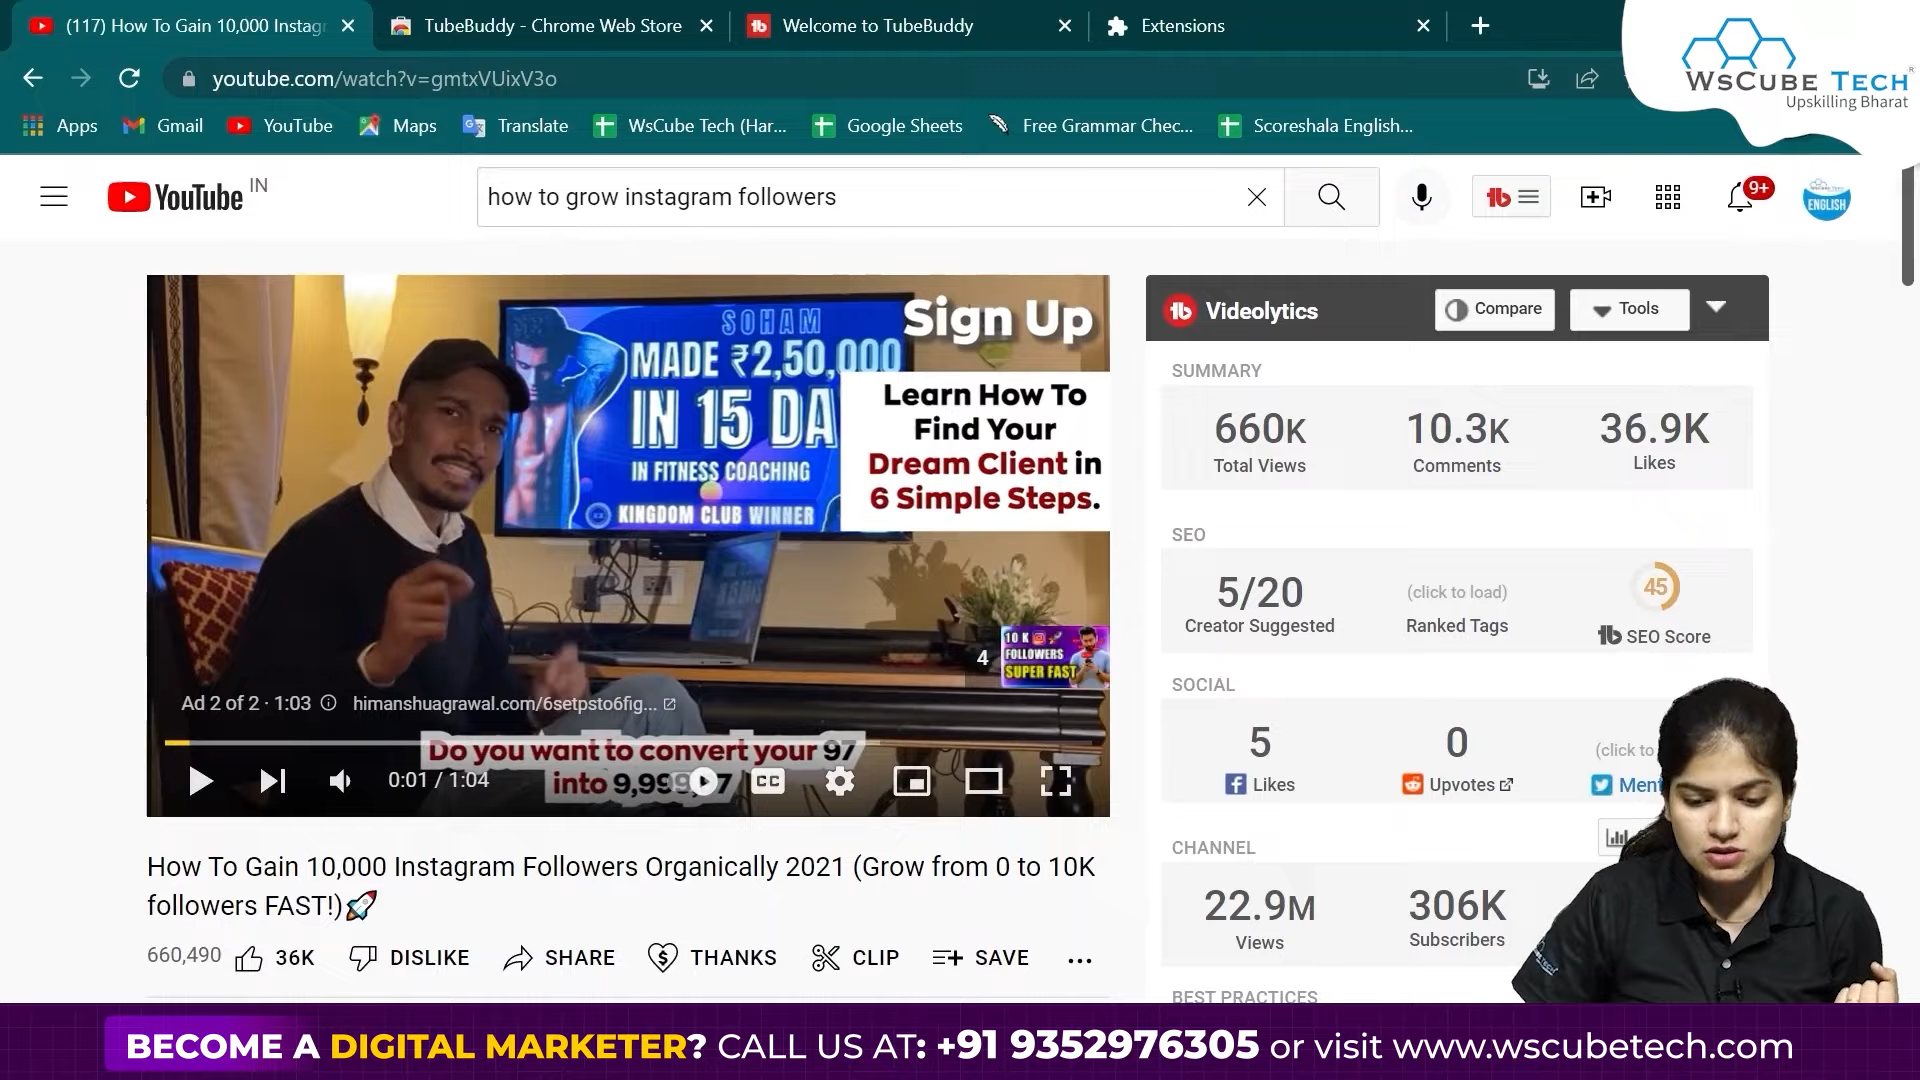 (117) How To Gain 10,000 Instagr
TubeBuddy - Chrome Web Store
Welcome to TubeBuddy
Extensions
youtube.com/watch?v=gmtxVUixV3o
WsCube Tech
Upskilling Bharat
Apps
Gmail
YouTube
Maps
Translate
WsCube Tech (Har...
Google Sheets
Free Grammar Chec...
Scoreshala English...
YouTube IN
how to grow instagram followers
9+
ENGLISH
SOHAM
MADE ₹2,50,000
IN 15 DA
IN FITNESS COACHING
KINGDOM CLUB WINNER
Sign Up
Learn How To
Find Your
Dream Client in
6 Simple Steps.
4
10 K
FOLLOWERS
SUPER FAST
Ad 2 of 2 · 1:03
himanshuagrawal.com/6setpsto6fig...
Do you want to convert your 97
into 9,99
0:01 / 1:04
CC
How To Gain 10,000 Instagram Followers Organically 2021 (Grow from 0 to 10K
followers FAST!)🚀
660,490
36K
DISLIKE
SHARE
THANKS
CLIP
SAVE
Videolytics
Compare
Tools
SUMMARY
660K
10.3K
36.9K
Total Views
Comments
Likes
SEO
5/20
(click to load)
45
Creator Suggested
Ranked Tags
SEO Score
SOCIAL
5
0
(click to
Likes
Upvotes
Ment
CHANNEL
22.9M
306K
Views
Subscribers
BEST PRACTICES
BECOME A DIGITAL MARKETER? CALL US AT: +91 9352976305 or visit www.wscubetech.com